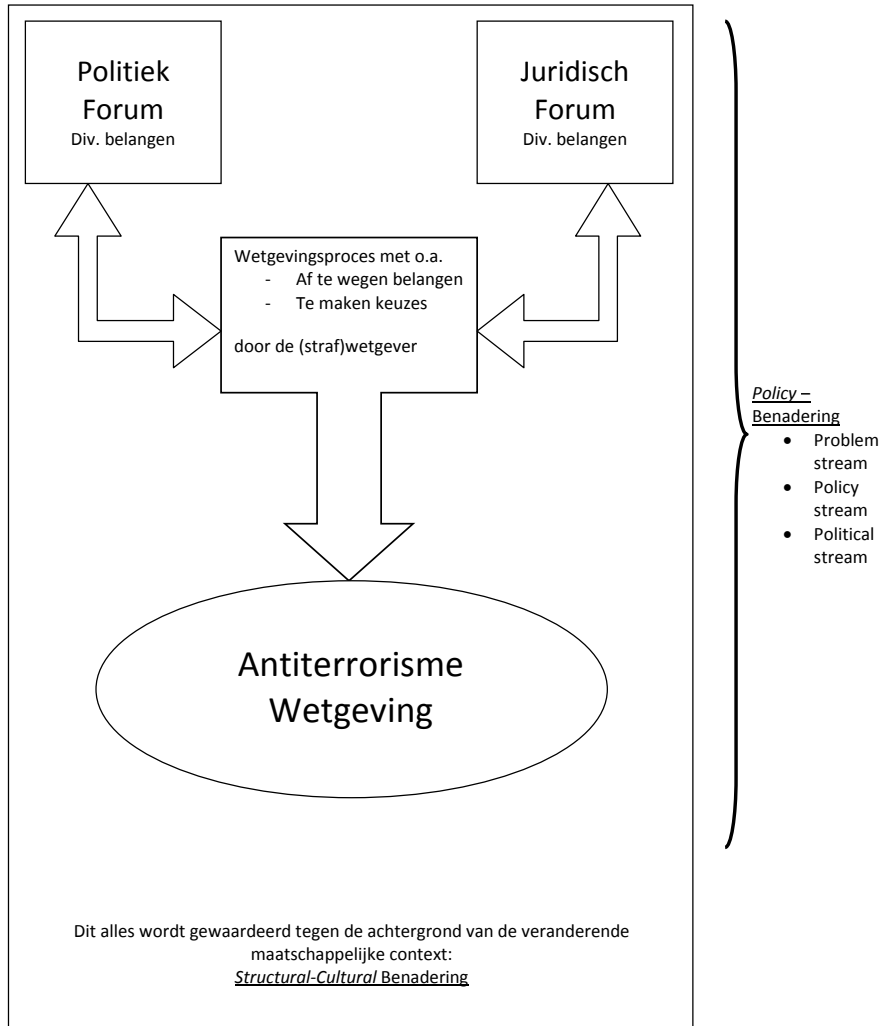 Politiek
Forum
Div. belangen
Juridisch
Forum
Div. belangen
Wetgevingsproces met o.a.
- Af te wegen belangen
- Te maken keuzes
door de (straf)wetgever
Antiterrorisme
Wetgeving
Dit alles wordt gewaardeerd tegen de achtergrond van de veranderende
maatschappelijke context:
Structural-Cultural Benadering
Policy –
Benadering
• Problem
stream
• Policy
stream
• Political
stream